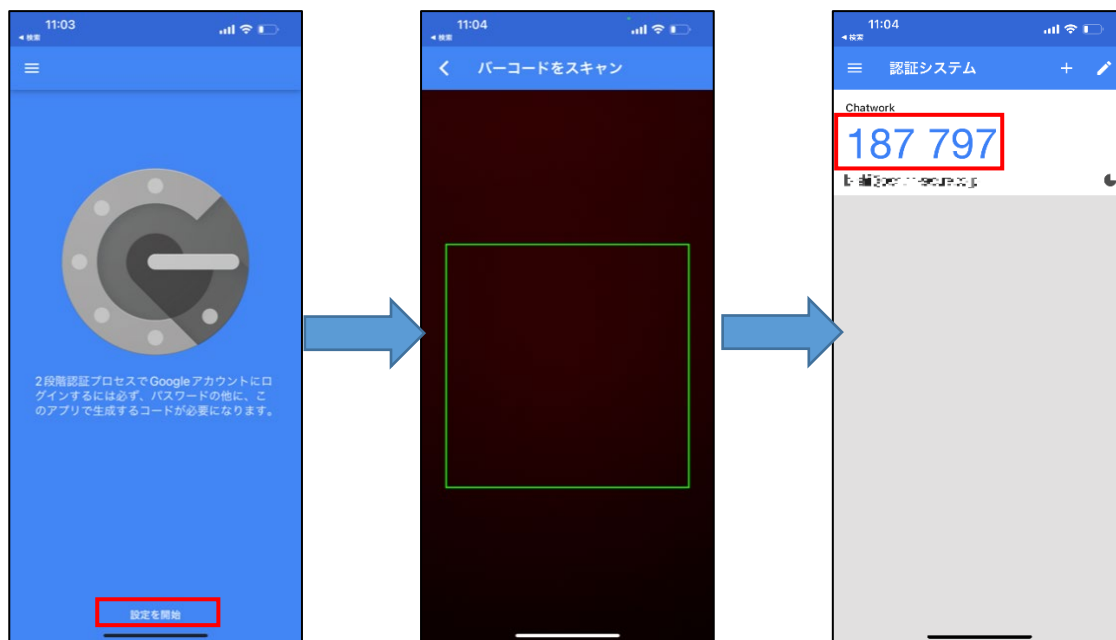 11:03
◀検索
2段階認証プロセスでGoogleアカウントにロ
グインするには必ず、パスワードの他に、こ
のアプリで生成するコードが必要になります。
設定を開始
11:04
◀検索
バーコードをスキャン
11:04
◀検索
認証システム
Chatwork
187 797